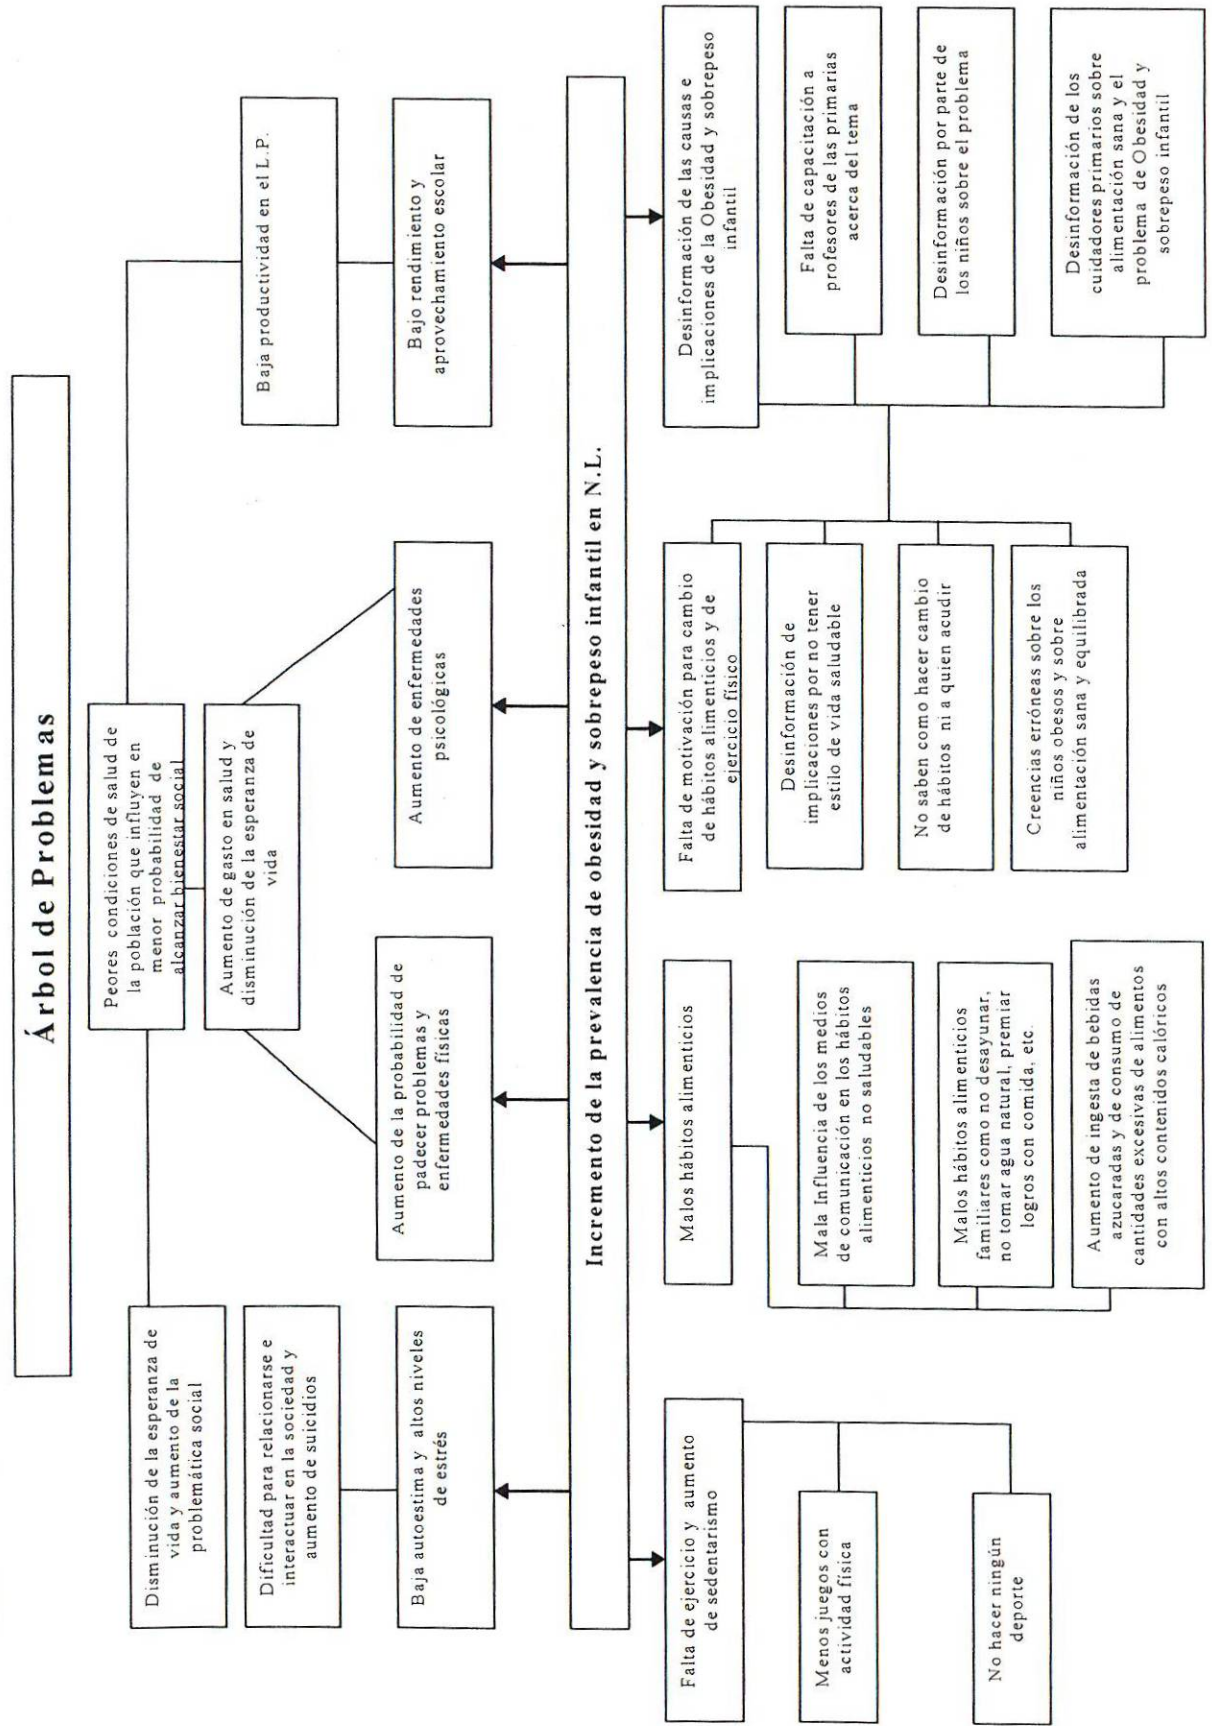 Árbol de Problemas
Peores condiciones de salud de
la población que influyen en
menor probabilidad de
alcanzar bienestar social
Disminución de la esperanza de
vida y aumento de la
problemática social
Aumento de gasto en salud y
disminución de la esperanza de
vida
Baja productividad en el L.P.
Dificultad para relacionarse e
interactuar en la sociedad y
aumento de suicidios
Baja autoestima y altos niveles
de estrés
Aumento de la probabilidad de
padecer problemas y
enfermedades físicas
Aumento de enfermedades
psicológicas
Bajo rendimiento y
aprovechamiento escolar
Incremento de la prevalencia de obesidad y sobrepeso infantil en N.L.
Falta de ejercicio y aumento
de sedentarismo
Menos juegos con
actividad física
No hacer ningún
deporte
Malos hábitos alimenticios
Mala Influencia de los medios
de comunicación en los hábitos
alimenticios no saludables
Malos hábitos alimenticios
familiares como no desayunar,
no tomar agua natural, premiar
logros con comida, etc.
Aumento de ingesta de bebidas
azucaradas y de consumo de
cantidades excesivas de alimentos
con altos contenidos calóricos
Falta de motivación para cambio
de hábitos alimenticios y de
ejercicio físico
Desinformación de
implicaciones por no tener
estilo de vida saludable
No saben como hacer cambio
de hábitos ni a quien acudir
Creencias erróneas sobre los
niños obesos y sobre
alimentación sana y equilibrada
Desinformación de las causas e
implicaciones de la Obesidad y sobrepeso
infantil
Falta de capacitación a
profesores de las primarias
acerca del tema
Desinformación por parte de
los niños sobre el problema
Desinformación de los
cuidadores primarios sobre
alimentación sana y el
problema de Obesidad y
sobrepeso infantil